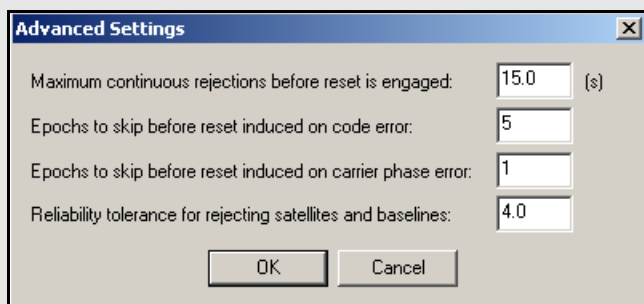 Advanced Settings
Maximum continuous rejections before reset is engaged: 15.0 (s)
Epochs to skip before reset induced on code error: 5
Epochs to skip before reset induced on carrier phase error: 1
Reliability tolerance for rejecting satellites and baselines: 4.0
OK Cancel